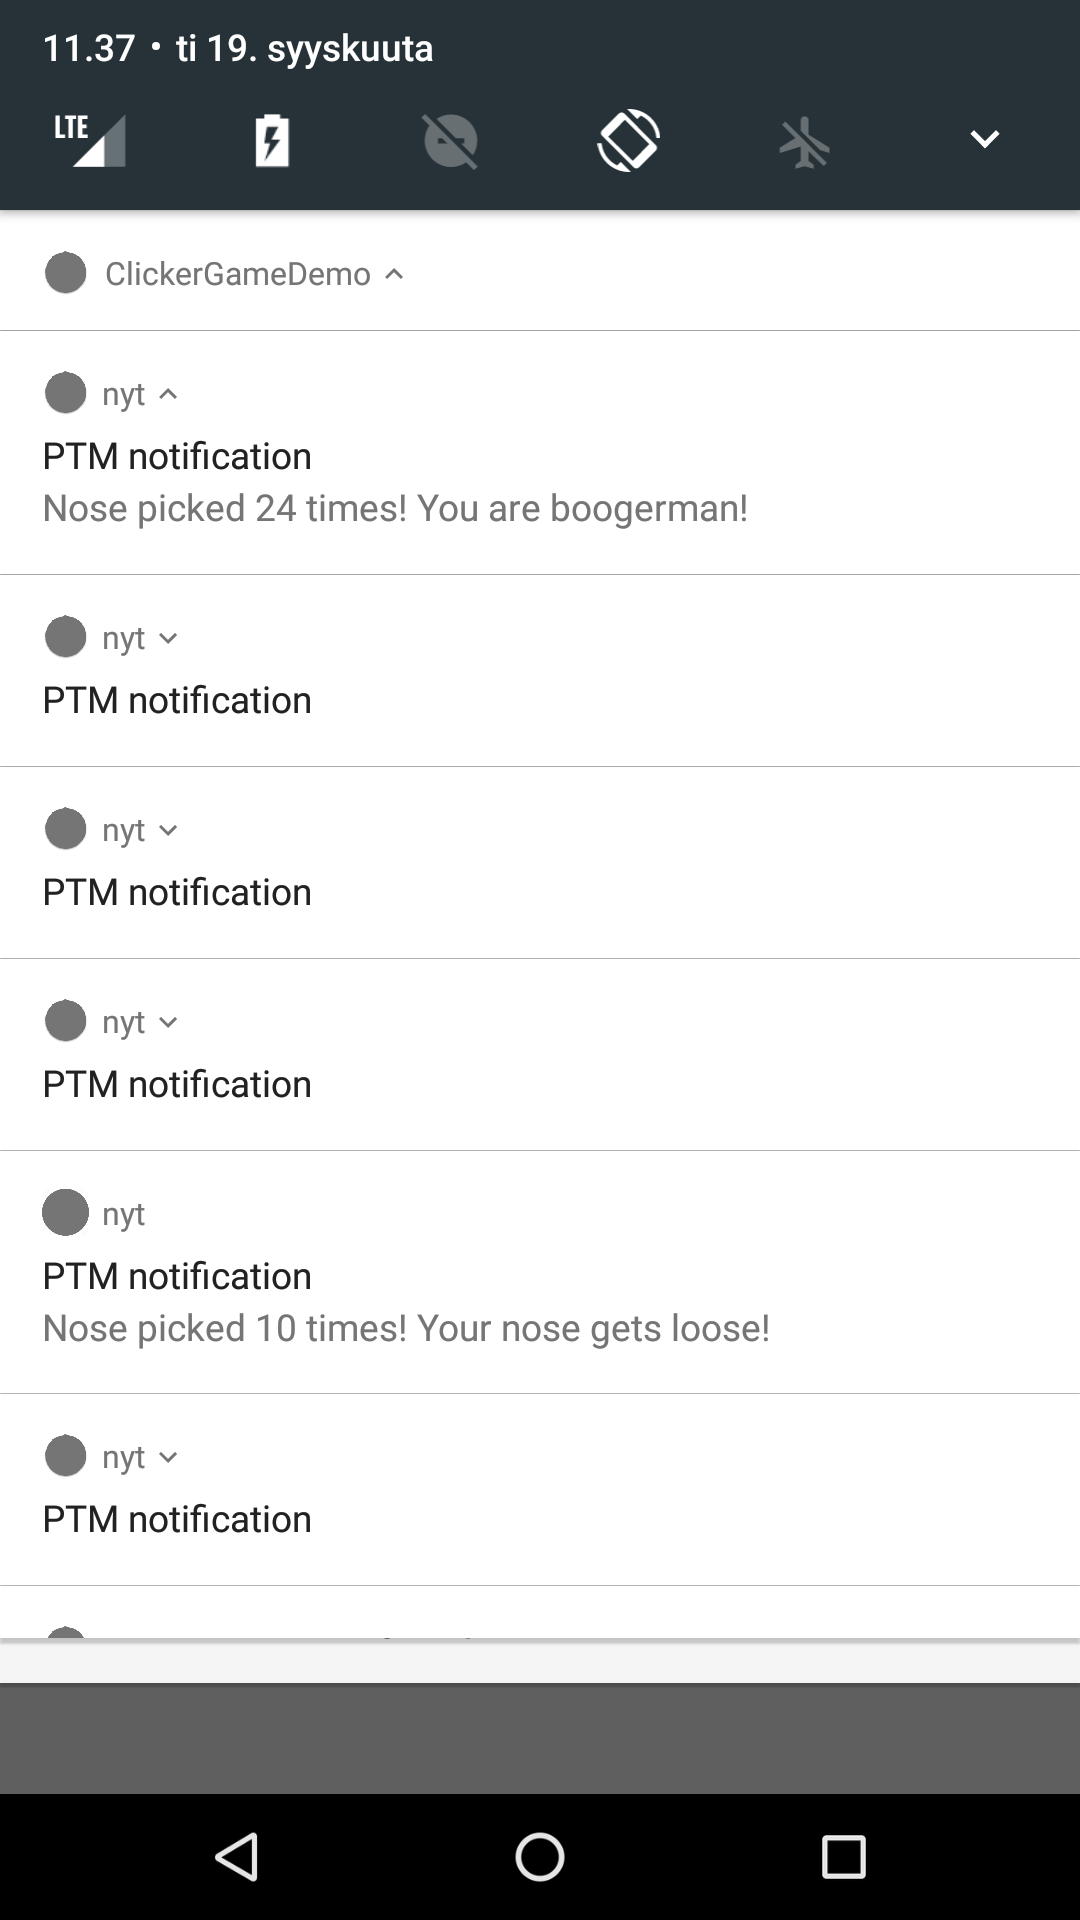 11.37 • ti 19. syyskuuta
LTE
ClickerGameDemo
nyt
PTM notification
Nose picked 24 times! You are boogerman!
nyt
PTM notification
nyt
PTM notification
nyt
PTM notification
nyt
PTM notification
Nose picked 10 times! Your nose gets loose!
nyt
PTM notification